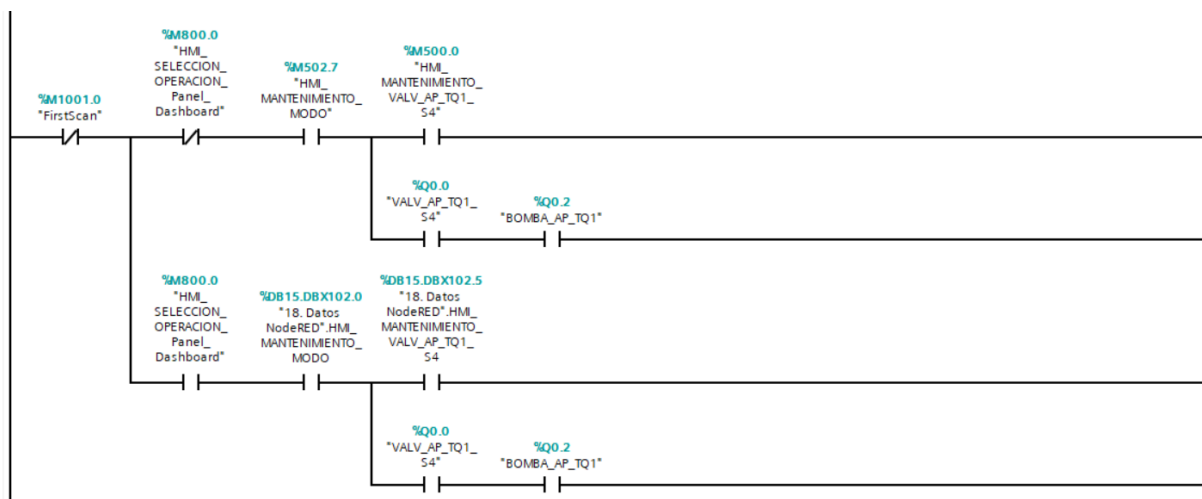 %M800.0
"HMI_
SELECCION_
OPERACION_
Panel_
Dashboard"
%M1001.0
"FirstScan"
%M502.7
"HMI_
MANTENIMIENTO_
MODO"
%M500.0
"HMI_
MANTENIMIENTO_
VALV_AP_TQ1_
S4"
%Q0.0
"VALV_AP_TQ1_
S4"
%Q0.2
"BOMBA_AP_TQ1"
%M800.0
"HMI_
SELECCION_
OPERACION_
Panel_
Dashboard"
%DB15.DBX102.0
"18. Datos
NodeRED".HMI_
MANTENIMIENTO_
MODO
%DB15.DBX102.5
"18. Datos
NodeRED".HMI_
MANTENIMIENTO_
VALV_AP_TQ1_
S4
%Q0.0
"VALV_AP_TQ1_
S4"
%Q0.2
"BOMBA_AP_TQ1"